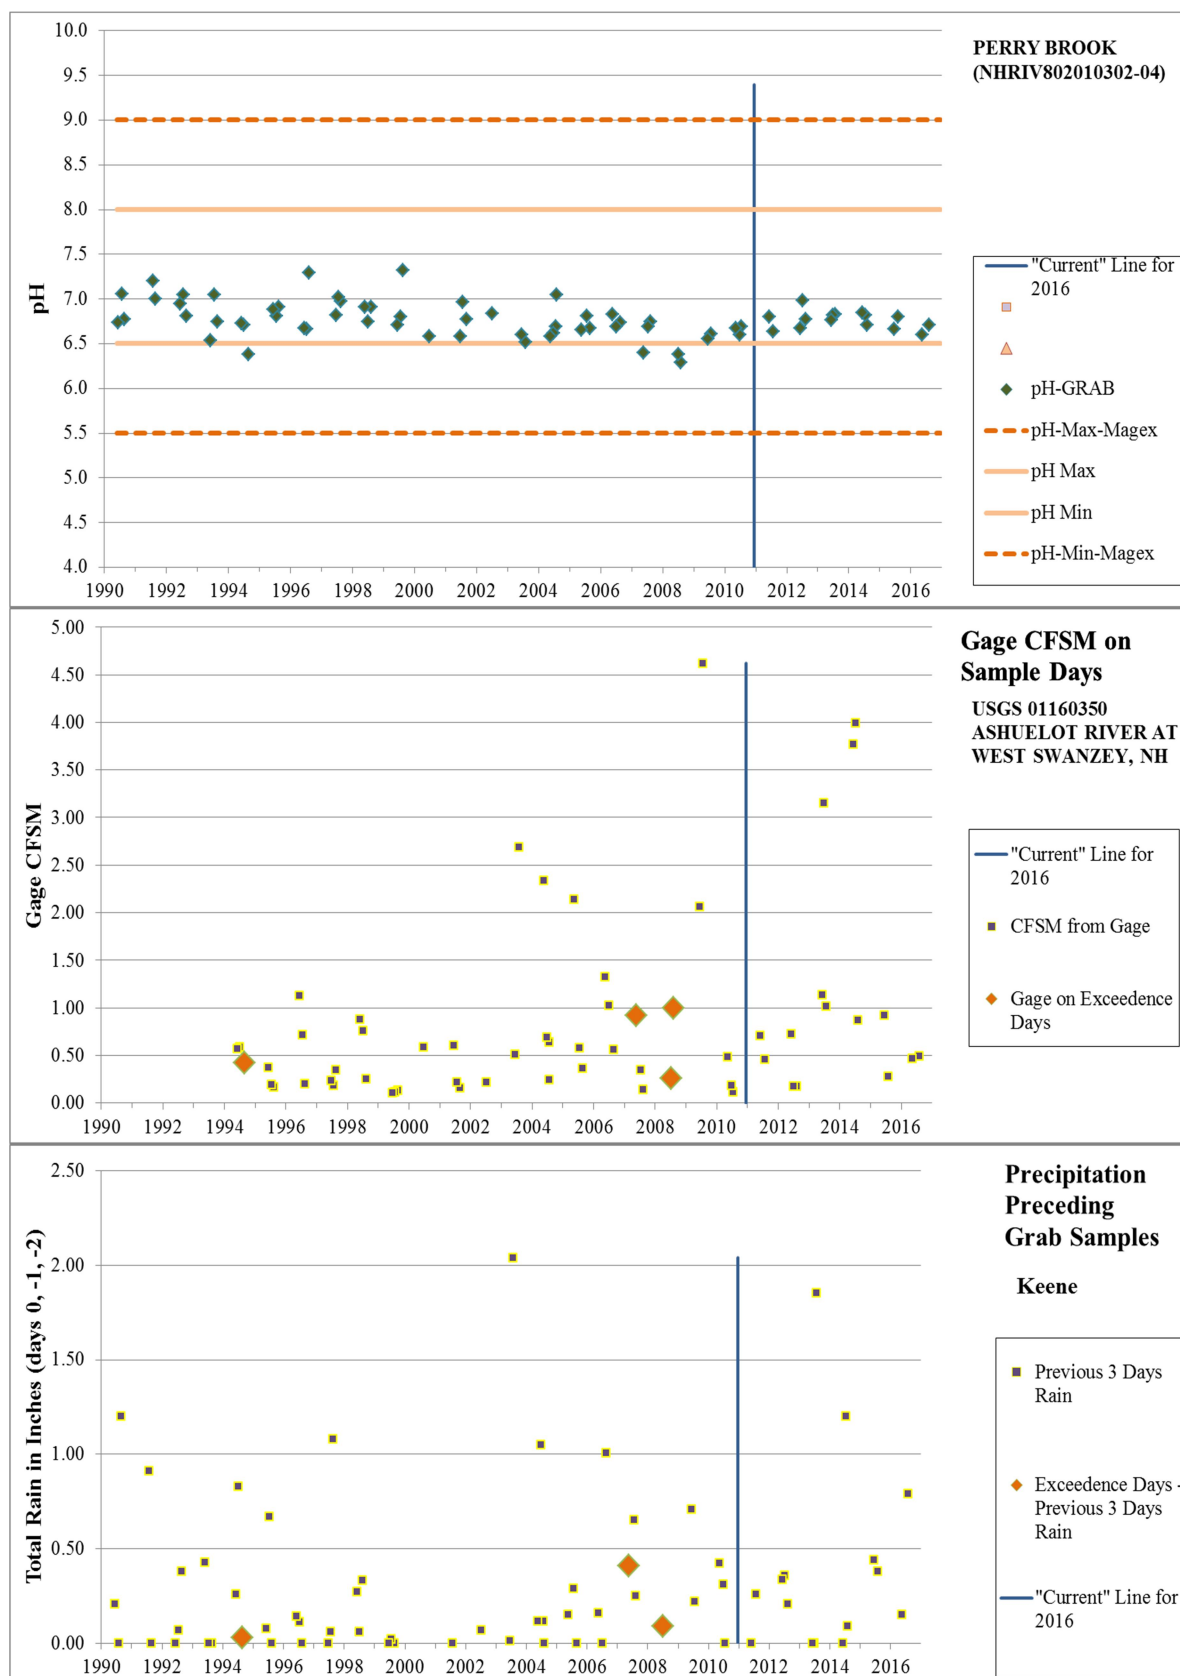 PERRY BROOK
(NHRIV802010302-04)
10.0
9.5
9.0
8.5
8.0
7.5
7.0
6.5
6.0
5.5
5.0
4.5
4.0
pH
1990 1992 1994 1996 1998 2000 2002 2004 2006 2008 2010 2012 2014 2016
"Current" Line for
2016
pH-GRAB
pH-Max-Magex
pH Max
pH Min
pH-Min-Magex
Gage CFSM on
Sample Days
USGS 01160350
ASHUELOT RIVER AT
WEST SWANZEY, NH
5.00
4.50
4.00
3.50
3.00
2.50
2.00
1.50
1.00
0.50
0.00
Gage CFSM
1990 1992 1994 1996 1998 2000 2002 2004 2006 2008 2010 2012 2014 2016
"Current" Line for
2016
CFSM from Gage
Gage on Exceedence
Days
Precipitation
Preceding
Grab Samples
Keene
2.50
2.00
1.50
1.00
0.50
0.00
Total Rain in Inches (days 0, -1, -2)
1990 1992 1994 1996 1998 2000 2002 2004 2006 2008 2010 2012 2014 2016
Previous 3 Days
Rain
Exceedence Days -
Previous 3 Days
Rain
"Current" Line for
2016